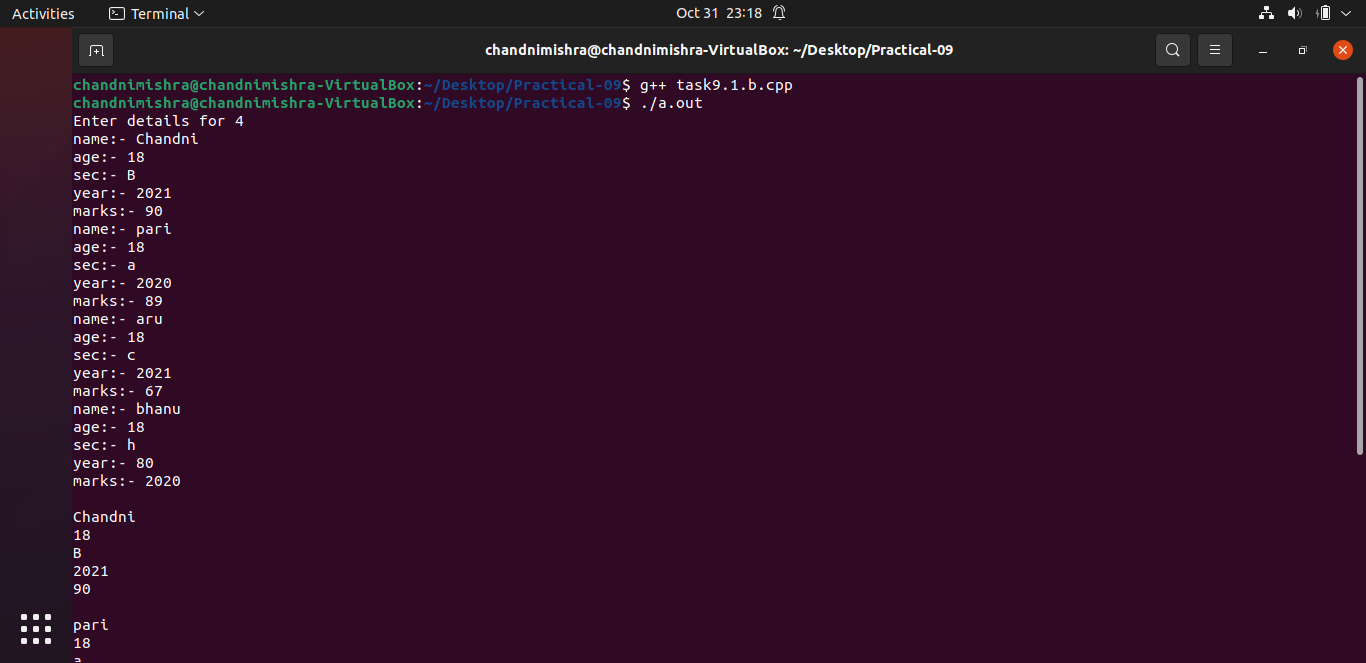 Activities Terminal Oct 31 23:18
chandnimishra@chandnimishra-VirtualBox: ~/Desktop/Practical-09
chandnimishra@chandnimishra-VirtualBox:~/Desktop/Practical-09$ g++ task9.1.b.cpp
chandnimishra@chandnimishra-VirtualBox:~/Desktop/Practical-09$ ./a.out
Enter details for 4
name:- Chandni
age:- 18
sec:- B
year:- 2021
marks:- 90
name:- pari
age:- 18
sec:- a
year:- 2020
marks:- 89
name:- aru
age:- 18
sec:- c
year:- 2021
marks:- 67
name:- bhanu
age:- 18
sec:- h
year:- 80
marks:- 2020
Chandni
18
B
2021
90
pari
18
a